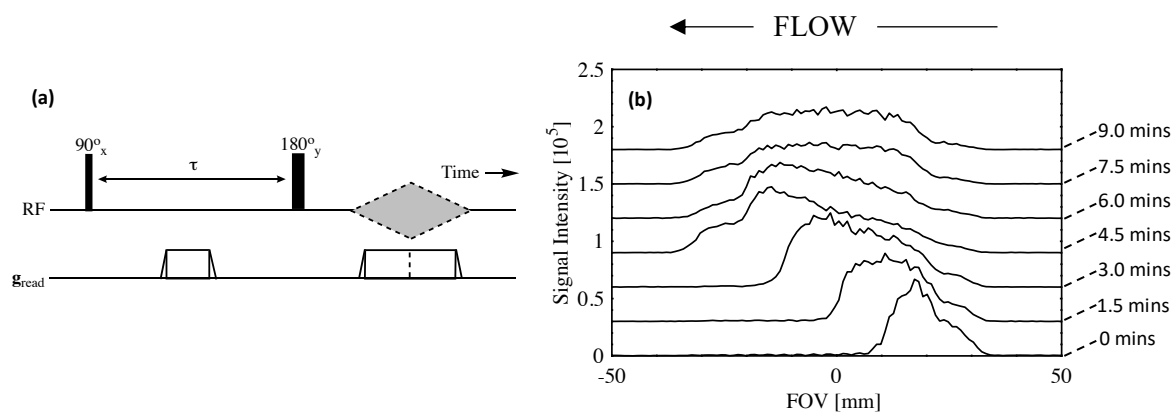 (a)
90°x
180°y
τ
Time
RF
gread
FLOW
(b)
2.5
2
1.5
1
0.5
0
Signal Intensity [10^5]
-50
0
50
FOV [mm]
9.0 mins
7.5 mins
6.0 mins
4.5 mins
3.0 mins
1.5 mins
0 mins